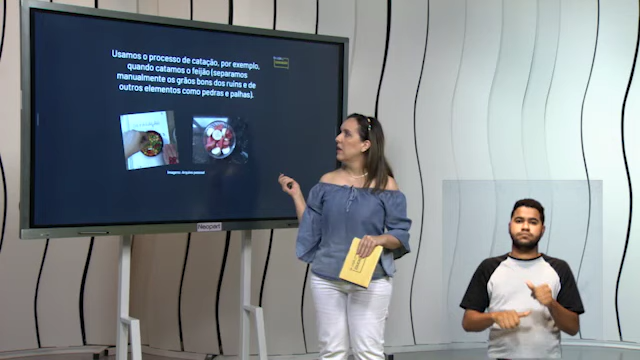 Usamos o processo de catação, por exemplo,
quando catamos o feijão (separamos
manualmente os grãos bons dos ruins e de
outros elementos como pedras e palhas).
Imagens: Arquivo pessoal
Neopen